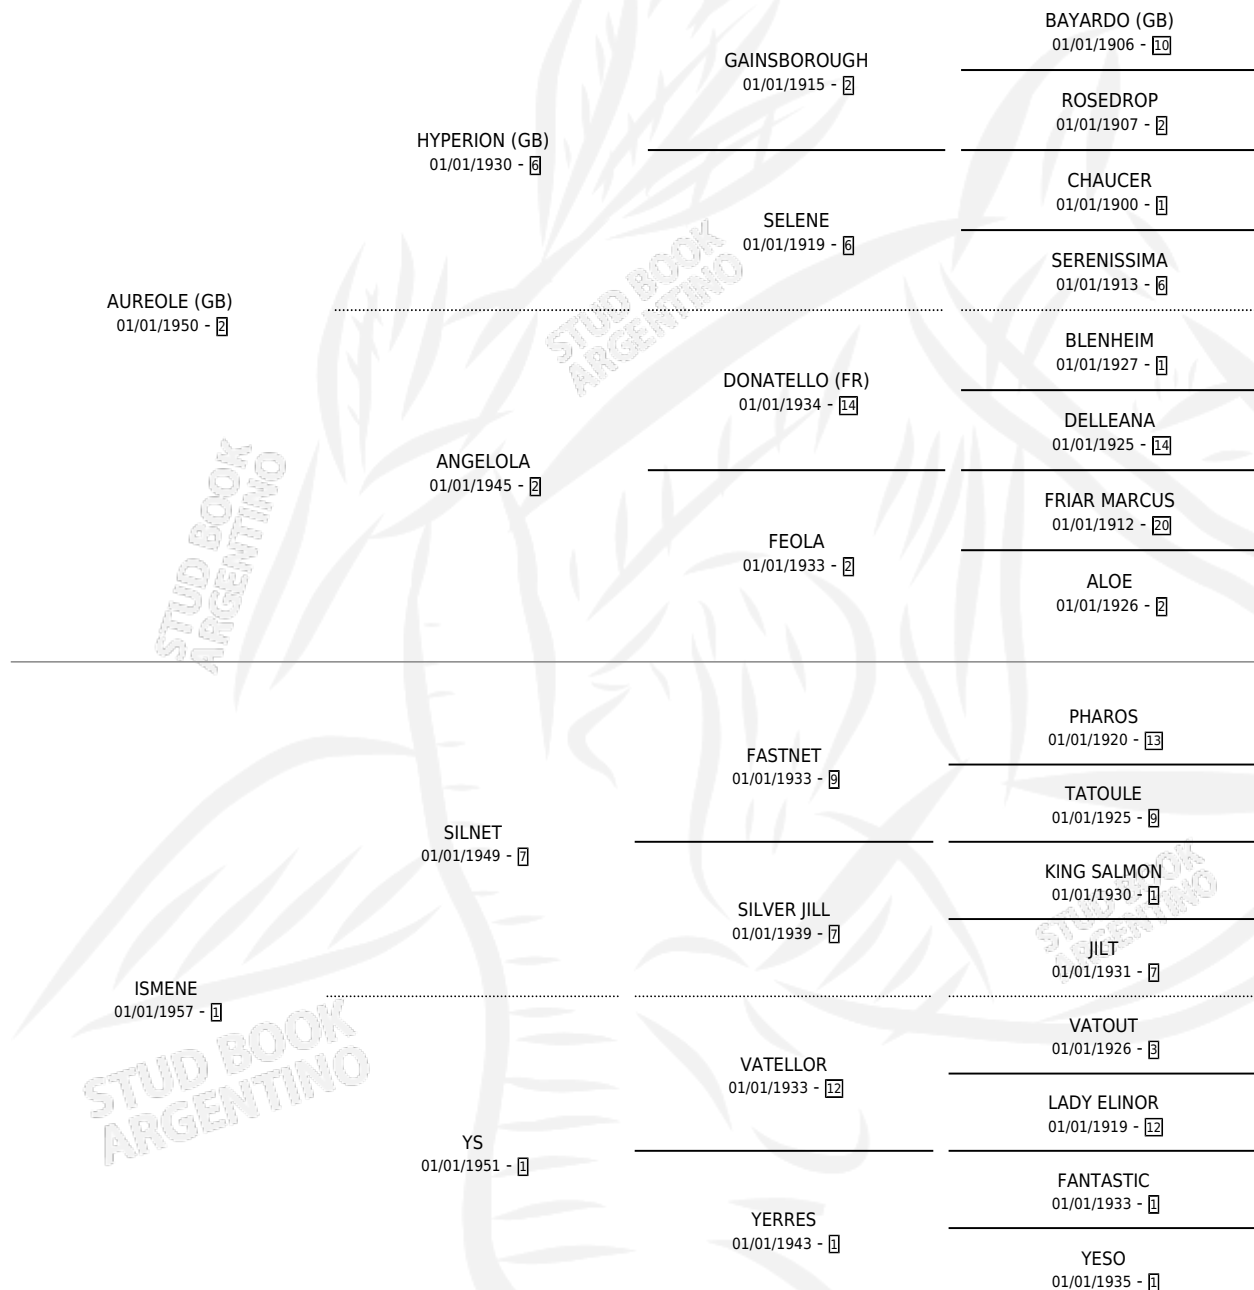 BAYARDO (GB)
01/01/1906 - 10
GAINSBOROUGH
01/01/1915 - 2
ROSEDROP
01/01/1907 - 2
HYPERION (GB)
01/01/1930 - 6
CHAUCER
01/01/1900 - 1
SELENE
01/01/1919 - 6
SERENISSIMA
01/01/1913 - 6
AUREOLE (GB)
01/01/1950 - 2
BLENHEIM
01/01/1927 - 1
DONATELLO (FR)
01/01/1934 - 14
DELLEANA
01/01/1925 - 14
ANGELOLA
01/01/1945 - 2
FRIAR MARCUS
01/01/1912 - 20
FEOLA
01/01/1933 - 2
ALOE
01/01/1926 - 2
PHAROS
01/01/1920 - 13
FASTNET
01/01/1933 - 9
TATOULE
01/01/1925 - 9
SILNET
01/01/1949 - 7
KING SALMON
01/01/1930 - 1
SILVER JILL
01/01/1939 - 7
JILT
01/01/1931 - 7
ISMENE
01/01/1957 - 1
VATOUT
01/01/1926 - 3
VATELLOR
01/01/1933 - 12
LADY ELINOR
01/01/1919 - 12
YS
01/01/1951 - 1
FANTASTIC
01/01/1933 - 1
YERRES
01/01/1943 - 1
YESO
01/01/1935 - 1
STUD BOOK
ARGENTINO
STUD BOOK
ARGENTINO
STUD BOOK
ARGENTINO
STUD BOOK
ARGENTINO